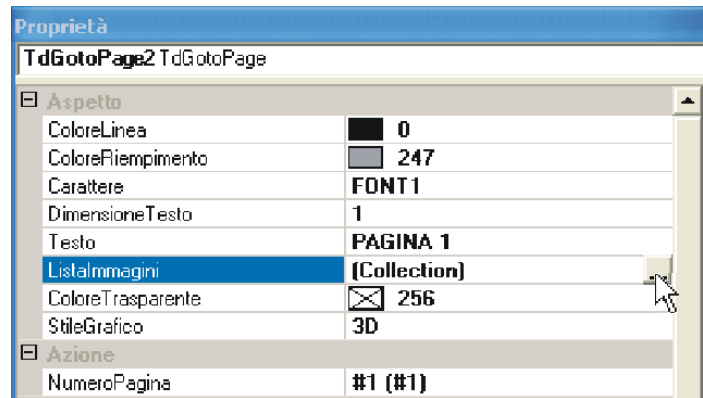 Proprietà
TdGotoPage2 TdGotoPage
Aspetto
ColoreLinea 0
ColoreRiempimento 247
Carattere FONT1
DimensioneTesto 1
Testo PAGINA 1
ListaImmagini (Collection) ...
ColoreTrasparente 256
StileGrafico 3D
Azione
NumeroPagina #1 (#1)